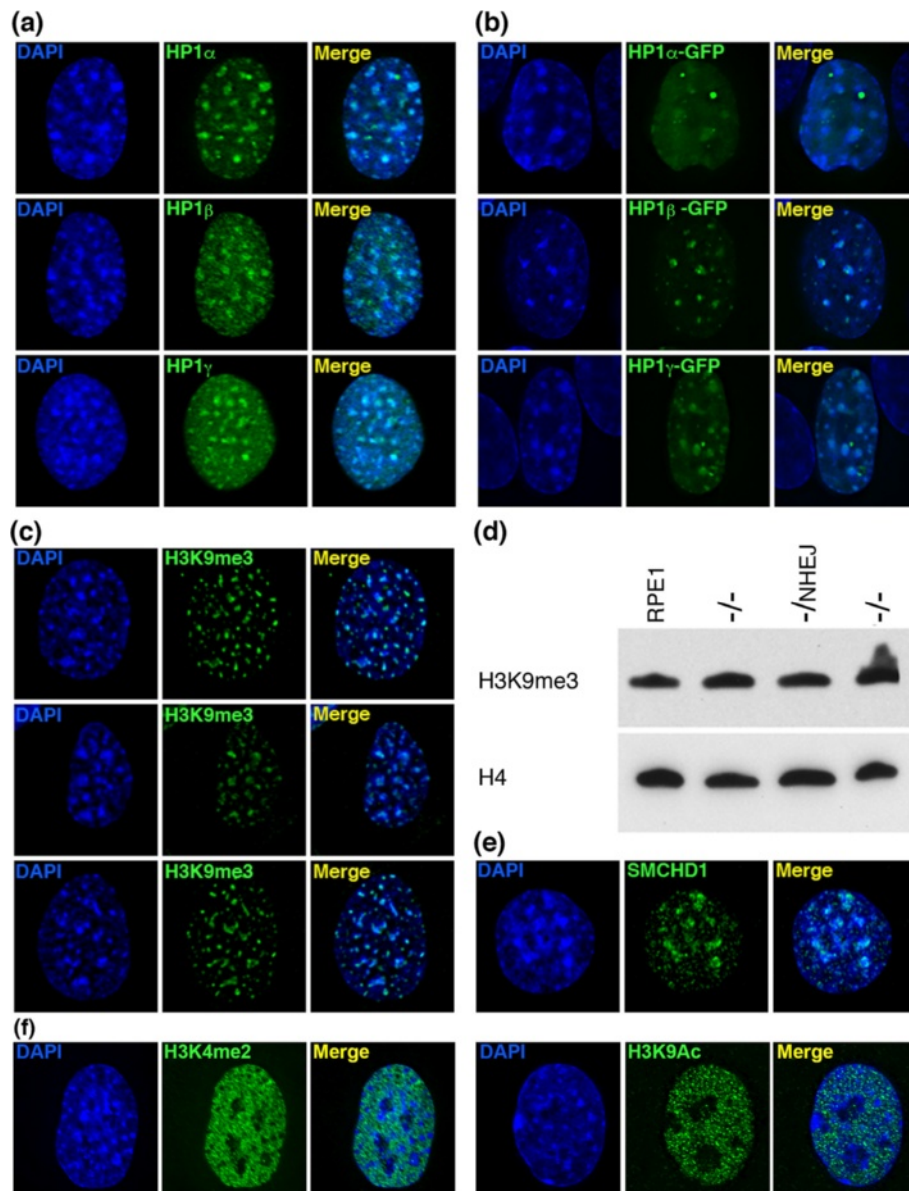 (a)
DAPI HP1α Merge
DAPI HP1β Merge
DAPI HP1γ Merge
(b)
DAPI HP1α-GFP Merge
DAPI HP1β -GFP Merge
DAPI HP1γ-GFP Merge
(c)
DAPI H3K9me3 Merge
DAPI H3K9me3 Merge
DAPI H3K9me3 Merge
(d)
RPE1 -/- -/NHEJ -/-
H3K9me3
H4
(e)
DAPI SMCHD1 Merge
(f)
DAPI H3K4me2 Merge
DAPI H3K9Ac Merge